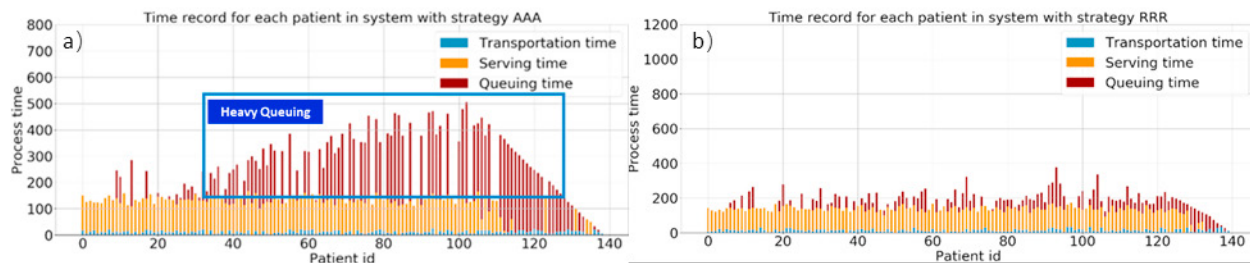 Time record for each patient in system with strategy AAA
a)
Process time
800
700
600
500
400
300
200
100
0
Transportation time
Serving time
Queuing time
Heavy Queuing
0 20 40 60 80 100 120 140
Patient id
Time record for each patient in system with strategy RRR
b)
Process time
1200
1000
800
600
400
200
0
Transportation time
Serving time
Queuing time
0 20 40 60 80 100 120 140
Patient id